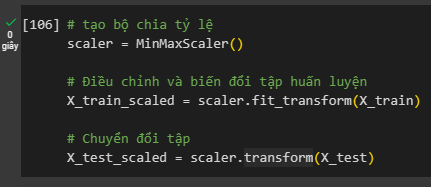 [106] # tạo bộ chia tỷ lệ
0
giây
scaler = MinMaxScaler()
# Điều chỉnh và biến đổi tập huấn luyện
X_train_scaled = scaler.fit_transform(X_train)
# Chuyển đổi tập
X_test_scaled = scaler.transform(X_test)